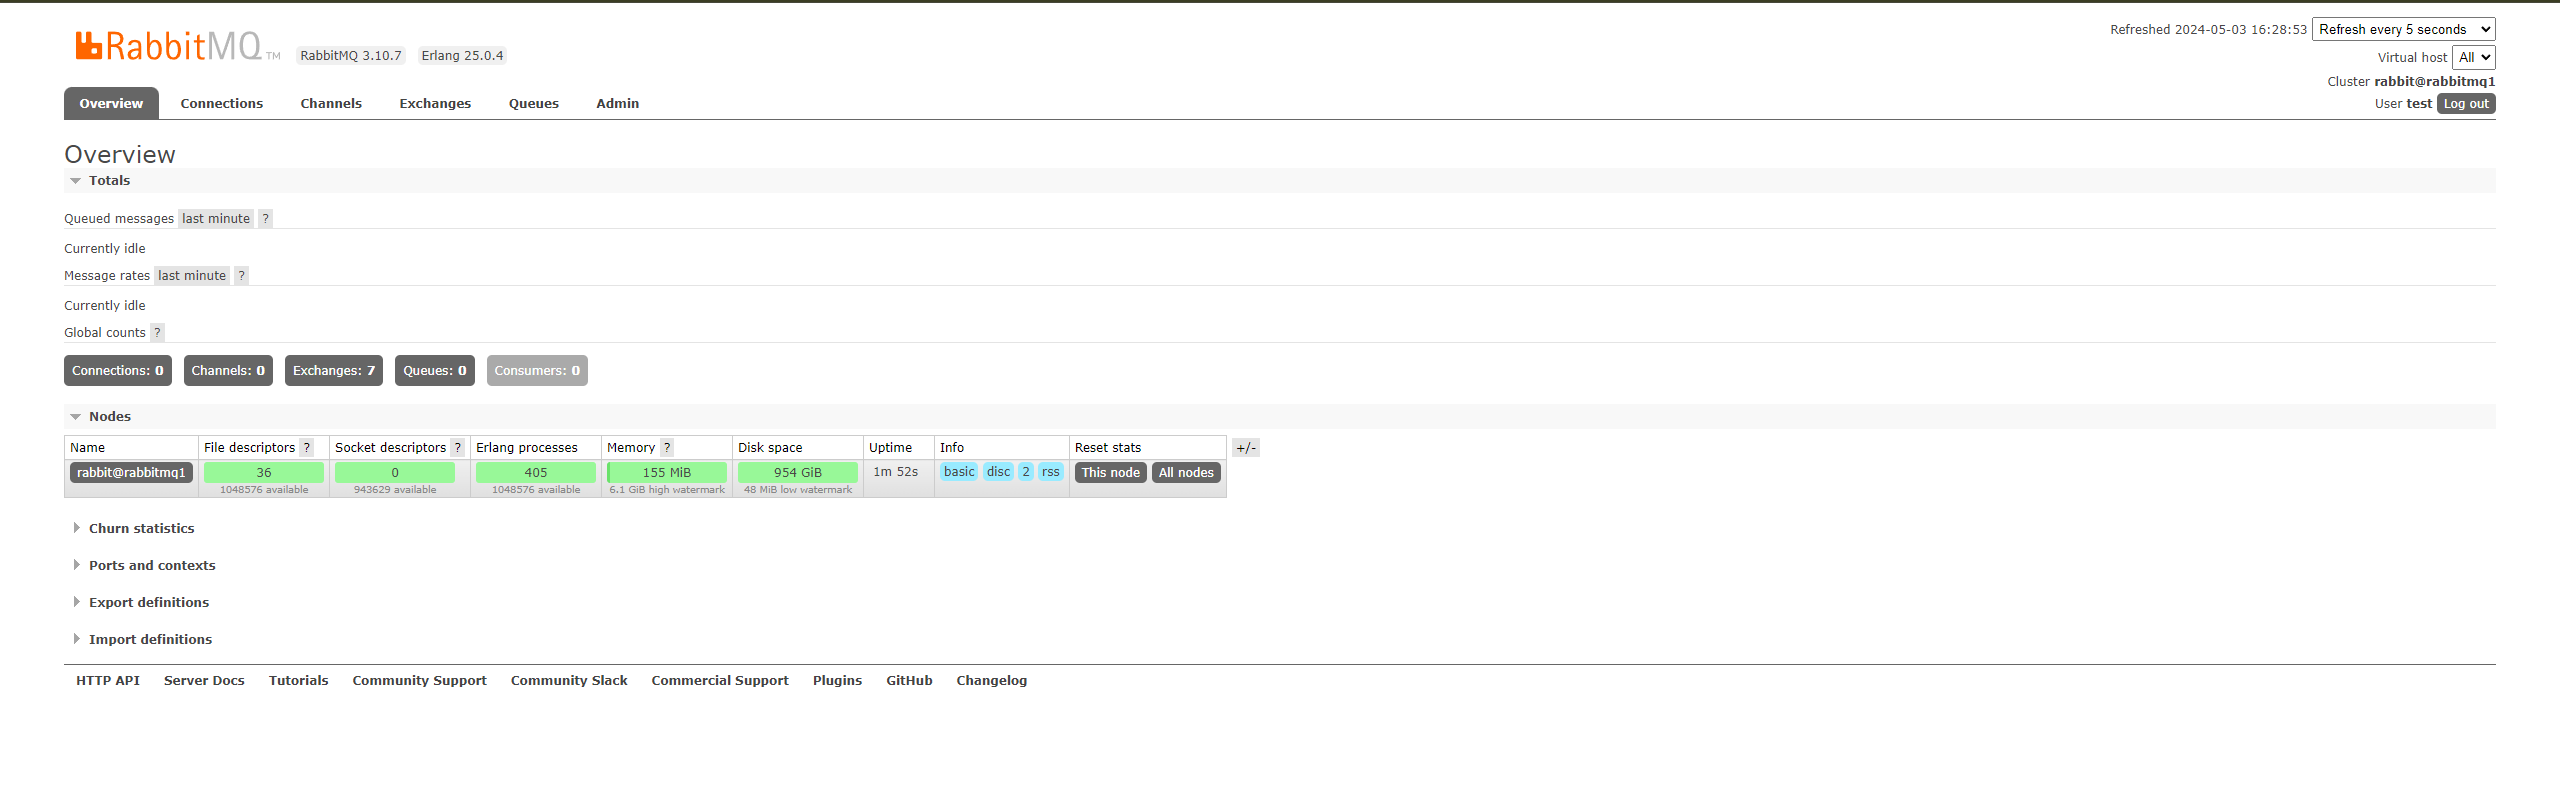 RabbitMQ TM RabbitMQ 3.10.7 Erlang 25.0.4
Refreshed 2024-05-03 16:28:53 Refresh every 5 seconds
Virtual host All
Cluster rabbit@rabbitmq1
User test Log out
Overview Connections Channels Exchanges Queues Admin
Overview
Totals
Queued messages last minute ?
Currently idle
Message rates last minute ?
Currently idle
Global counts ?
Connections: 0 Channels: 0 Exchanges: 7 Queues: 0 Consumers: 0
Nodes
Name File descriptors ? Socket descriptors ? Erlang processes Memory ? Disk space Uptime Info Reset stats +/-
rabbit@rabbitmq1 36 0 405 155 MiB 954 GiB 1m 52s basic disc 2 rss This node All nodes
1048576 available 943629 available 1048576 available 6.1 GiB high watermark 48 MiB low watermark
Churn statistics
Ports and contexts
Export definitions
Import definitions
HTTP API Server Docs Tutorials Community Support Community Slack Commercial Support Plugins GitHub Changelog